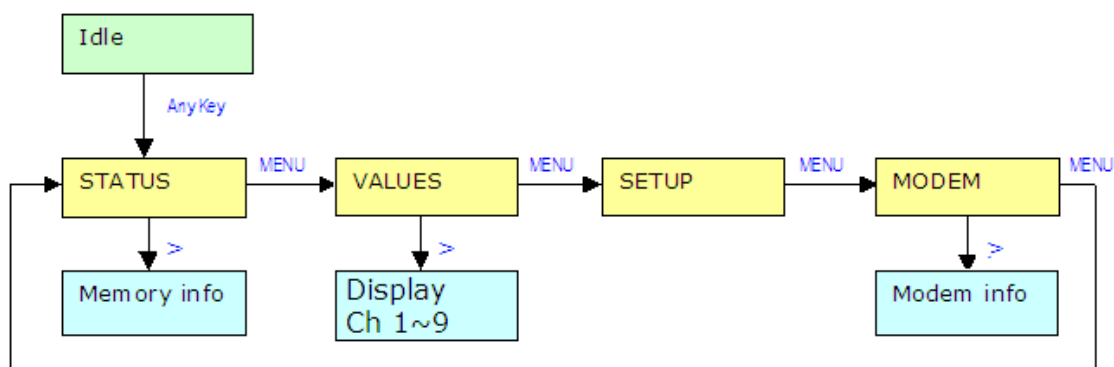 Idle
AnyKey
STATUS
MENU
VALUES
MENU
SETUP
MENU
MODEM
MENU
>
>
>
Memory info
Display
Ch 1~9
Modem info